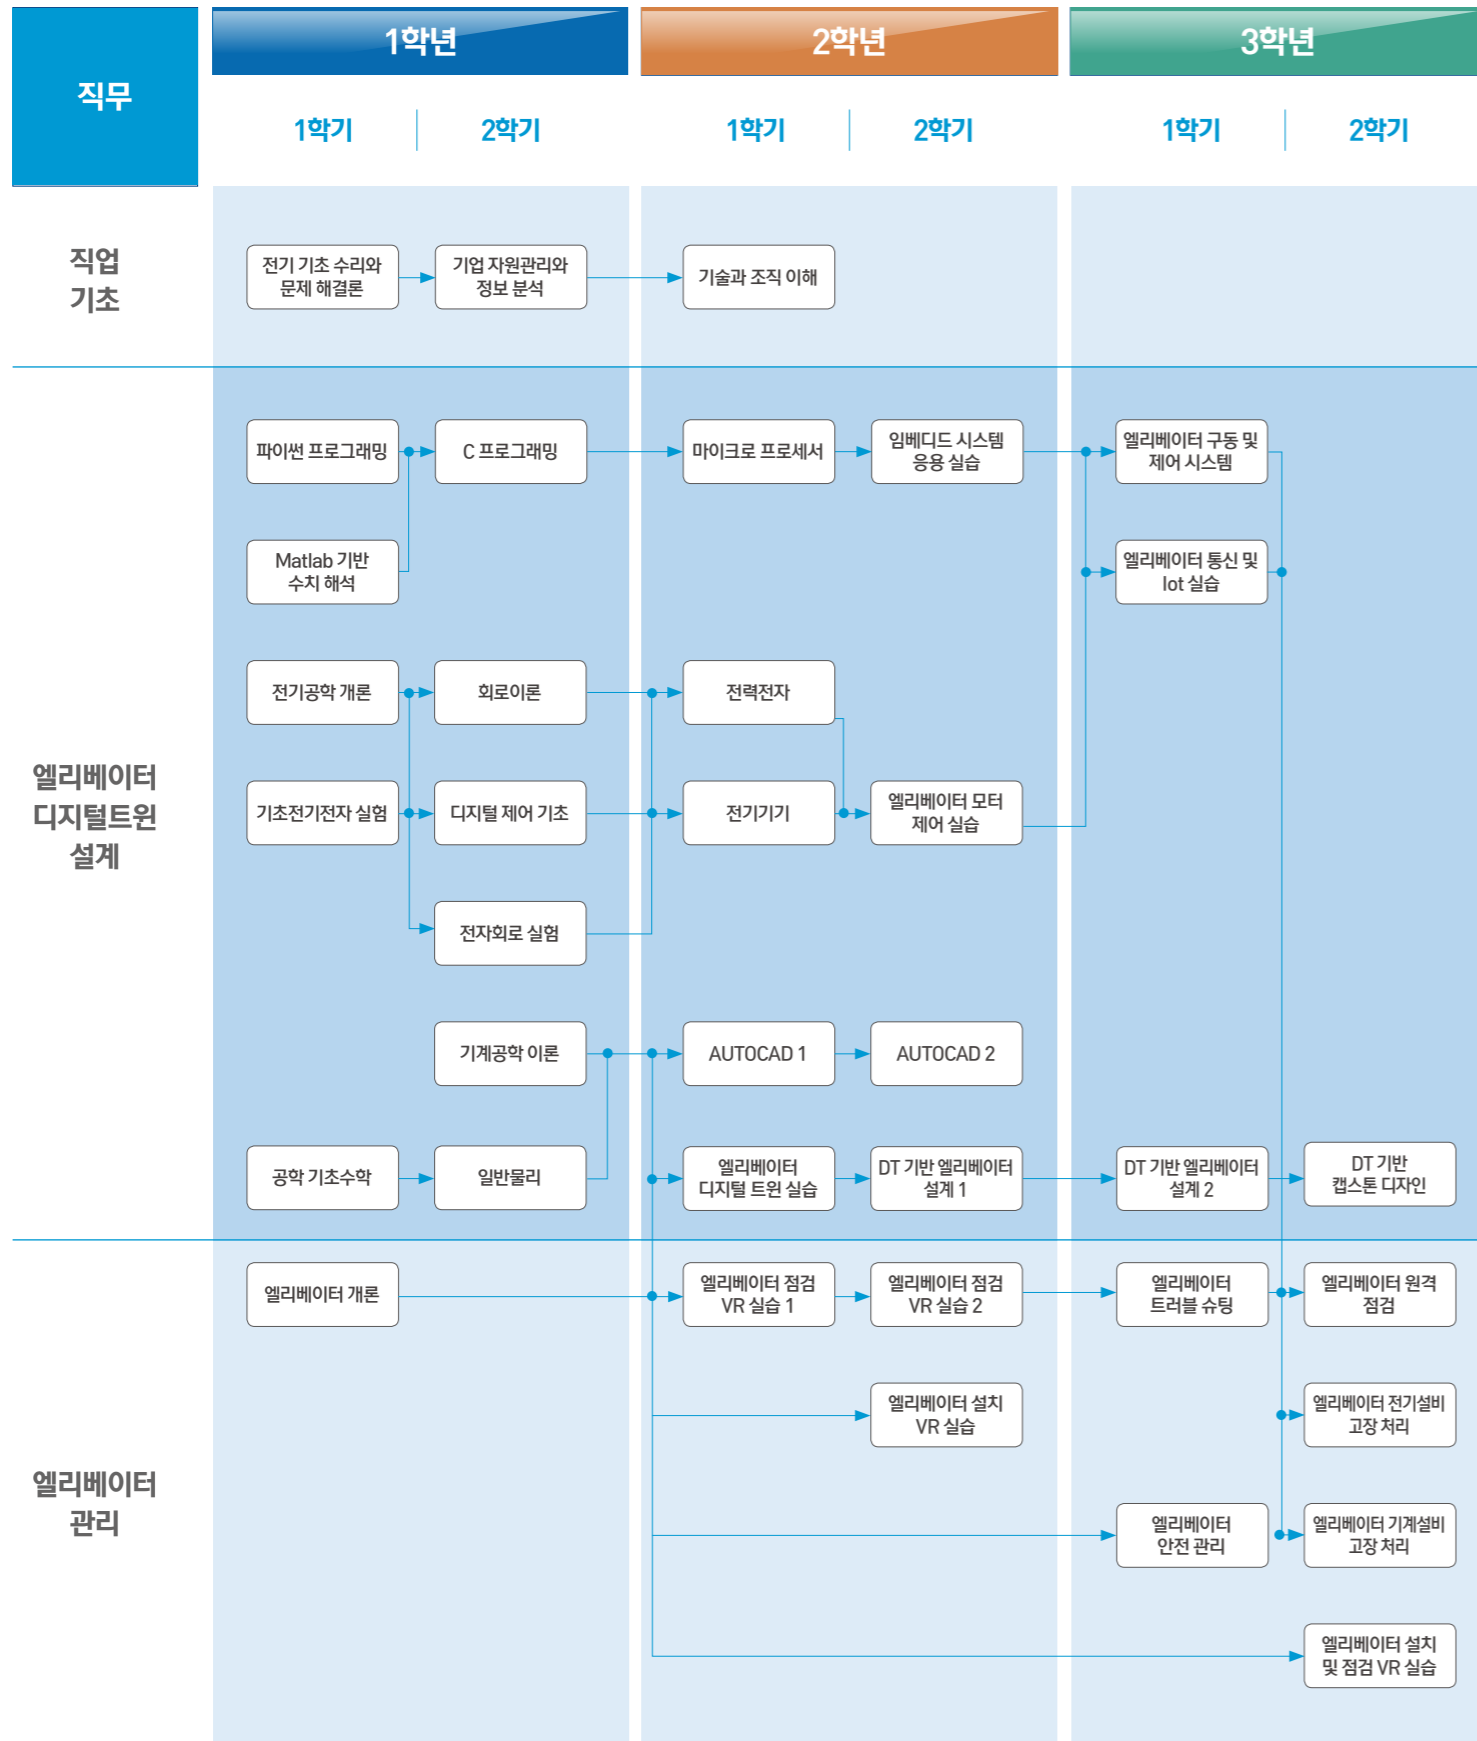 직무
1학년
2학년
3학년
1학기
2학기
1학기
2학기
1학기
2학기
직업
기초
전기 기초 수리와
문제 해결론
기업 자원관리와
정보 분석
기술과 조직 이해
엘리베이터
디지털트윈
설계
파이썬 프로그래밍
C 프로그래밍
마이크로 프로세서
임베디드 시스템
응용 실습
엘리베이터 구동 및
제어 시스템
Matlab 기반
수치 해석
엘리베이터 통신 및
Iot 실습
전기공학 개론
회로이론
전력전자
기초전기전자 실험
디지털 제어 기초
전기기기
엘리베이터 모터
제어 실습
전자회로 실험
기계공학 이론
AUTOCAD 1
AUTOCAD 2
공학 기초수학
일반물리
엘리베이터
디지털 트윈 실습
DT 기반 엘리베이터
설계 1
DT 기반 엘리베이터
설계 2
DT 기반
캡스톤 디자인
엘리베이터
관리
엘리베이터 개론
엘리베이터 점검
VR 실습 1
엘리베이터 점검
VR 실습 2
엘리베이터
트러블 슈팅
엘리베이터 원격
점검
엘리베이터 설치
VR 실습
엘리베이터 전기설비
고장 처리
엘리베이터
안전 관리
엘리베이터 기계설비
고장 처리
엘리베이터 설치
및 점검 VR 실습